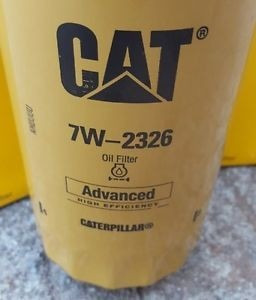 CAT®
7W-2326
Oil Filter
Advanced
HIGH EFFICIENCY
CATERPILLAR®